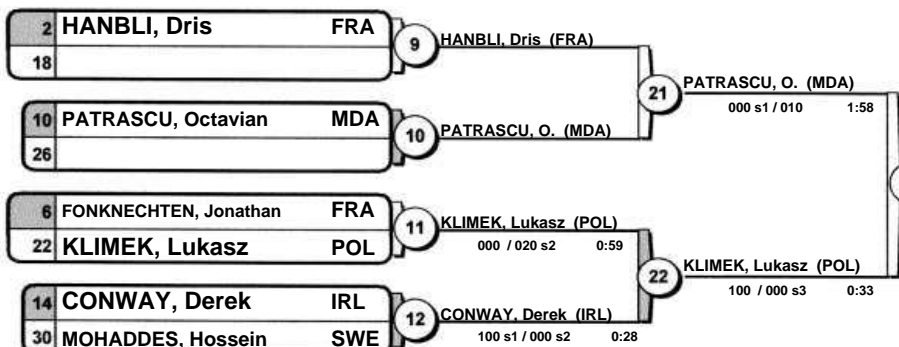 2 HANBLI, Dris FRA
18
9
HANBLI, Dris (FRA)
10 PATRASCU, Octavian MDA
26
10
PATRASCU, O. (MDA)
21
PATRASCU, O. (MDA)
000 s1 / 010 1:58
6 FONKNECHTEN, Jonathan FRA
22 KLIMEK, Lukasz POL
11
KLIMEK, Lukasz (POL)
000 / 020 s2 0:59
14 CONWAY, Derek IRL
30 MOHADDES, Hossein SWE
12
CONWAY, Derek (IRL)
100 s1 / 000 s2 0:28
22
KLIMEK, Lukasz (POL)
100 / 000 s3 0:33